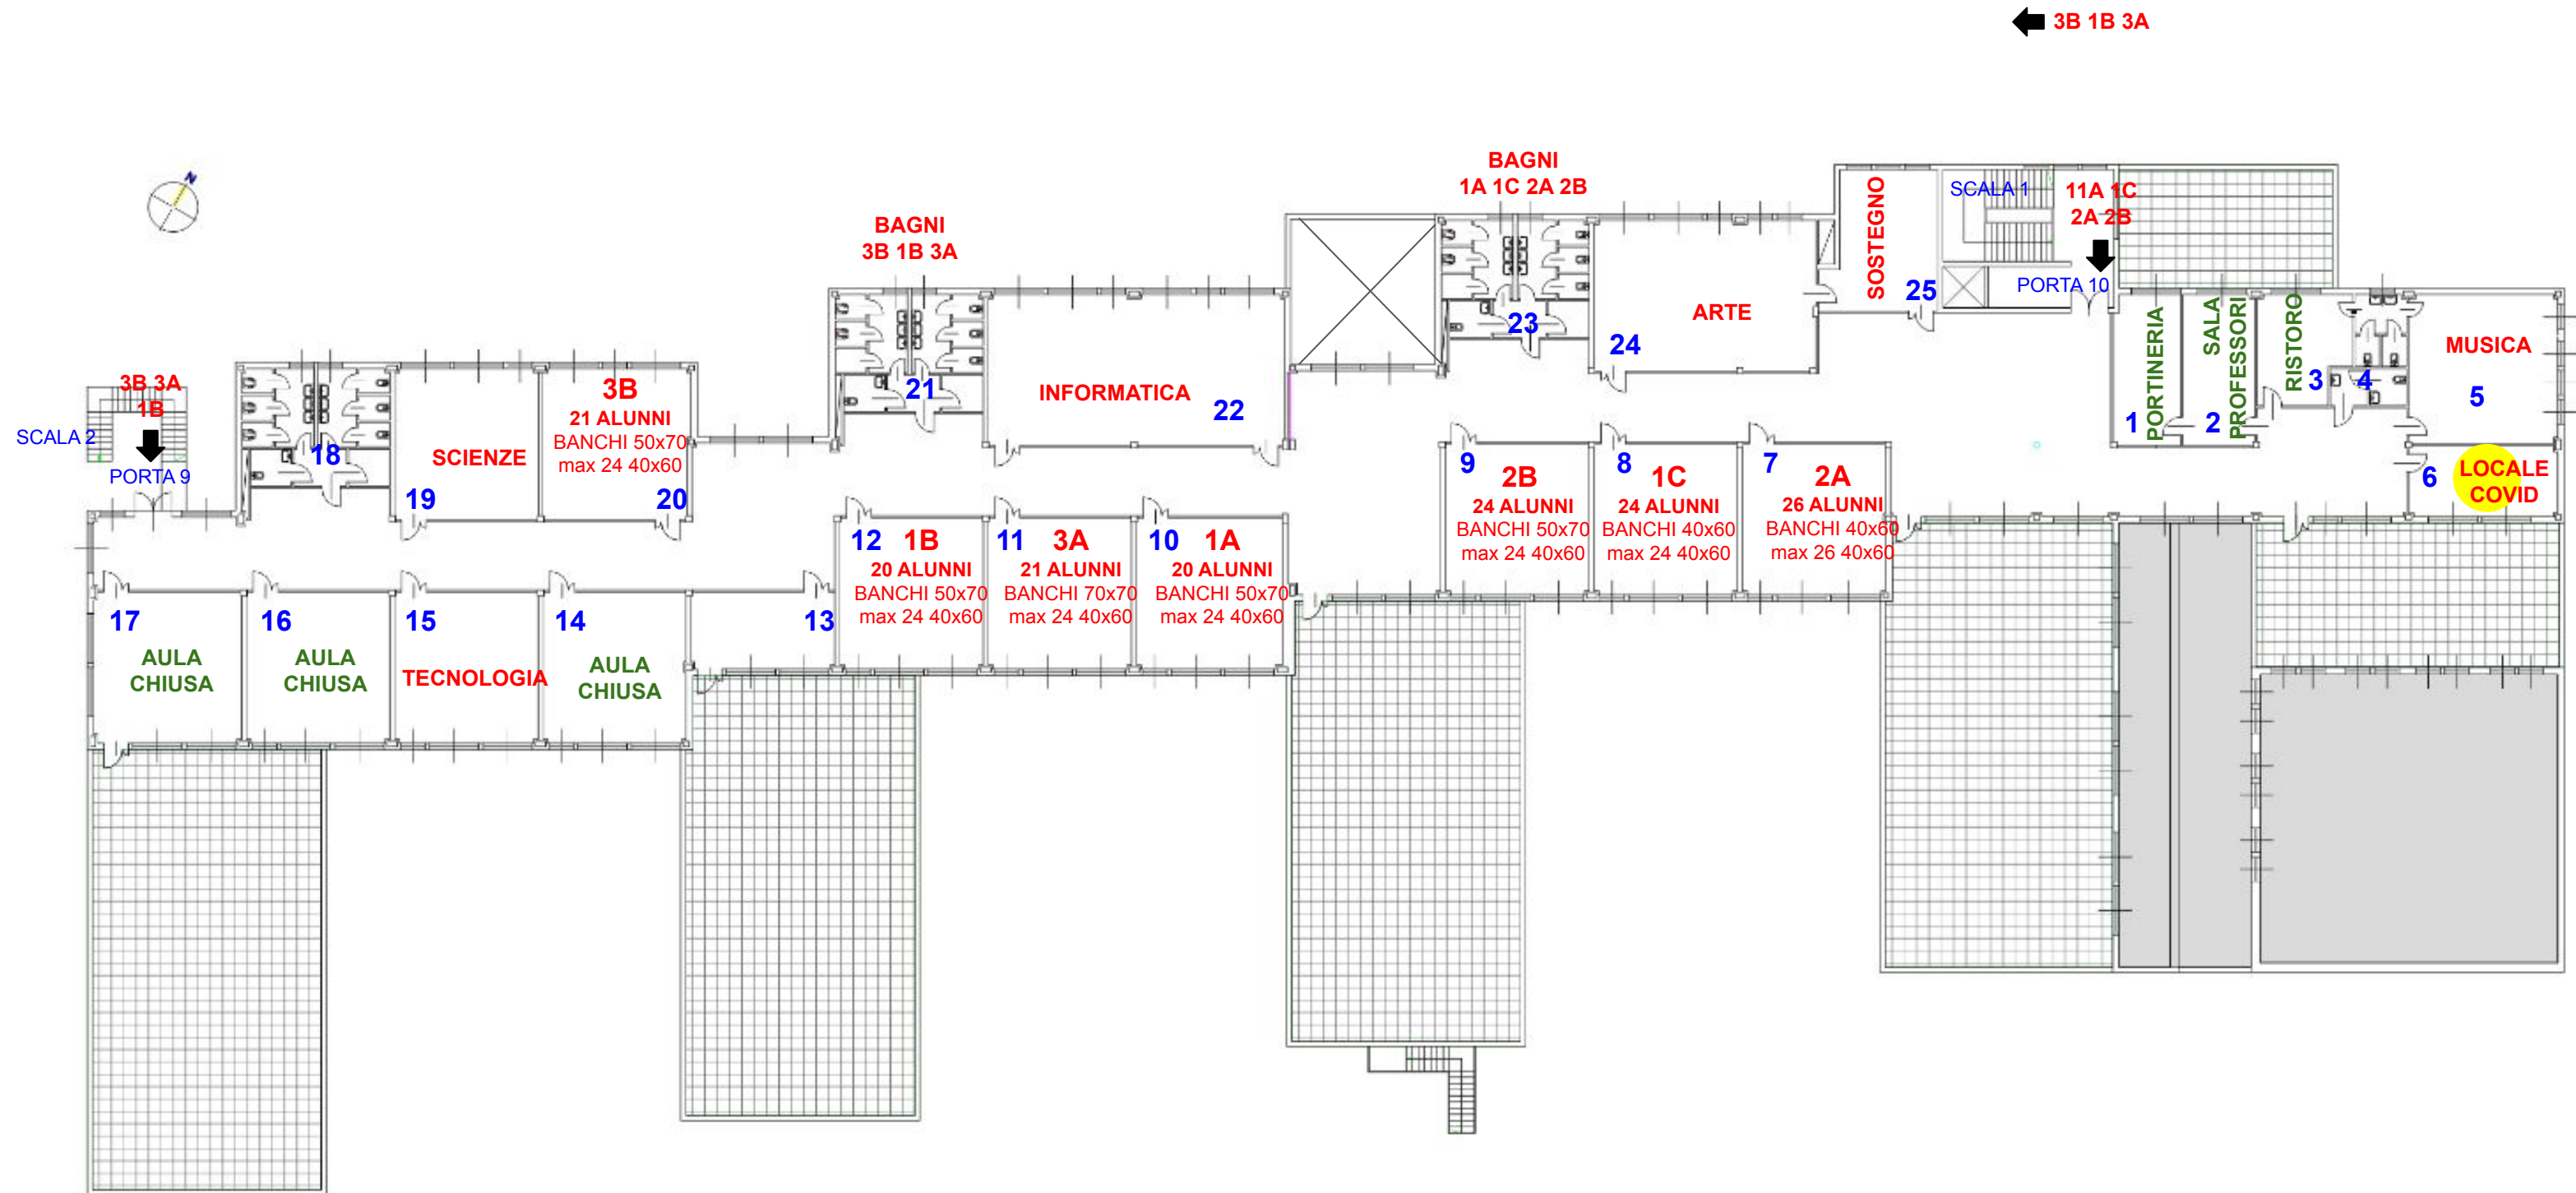 3B 1B 3A
N
BAGNI
1A 1C 2A 2B
BAGNI
3B 1B 3A
SOSTEGNO
25
SCALA 1
11A 1C
2A 2B
PORTA 10
3B 3A
1B
SCALA 2
PORTA 9
18
SCIENZE
19
3B
21 ALUNNI
BANCHI 50x70
max 24 40x60
20
21
INFORMATICA
22
23
24
ARTE
1
PORTINERIA
2
SALA
PROFESSORI
RISTORO
3
4
MUSICA
5
6
LOCALE
COVID
9
2B
24 ALUNNI
BANCHI 50x70
max 24 40x60
8
1C
24 ALUNNI
BANCHI 40x60
max 24 40x60
7
2A
26 ALUNNI
BANCHI 40x60
max 26 40x60
12
1B
20 ALUNNI
BANCHI 50x70
max 24 40x60
11
3A
21 ALUNNI
BANCHI 70x70
max 24 40x60
10
1A
20 ALUNNI
BANCHI 50x70
max 24 40x60
17
AULA
CHIUSA
16
AULA
CHIUSA
15
TECNOLOGIA
14
AULA
CHIUSA
13